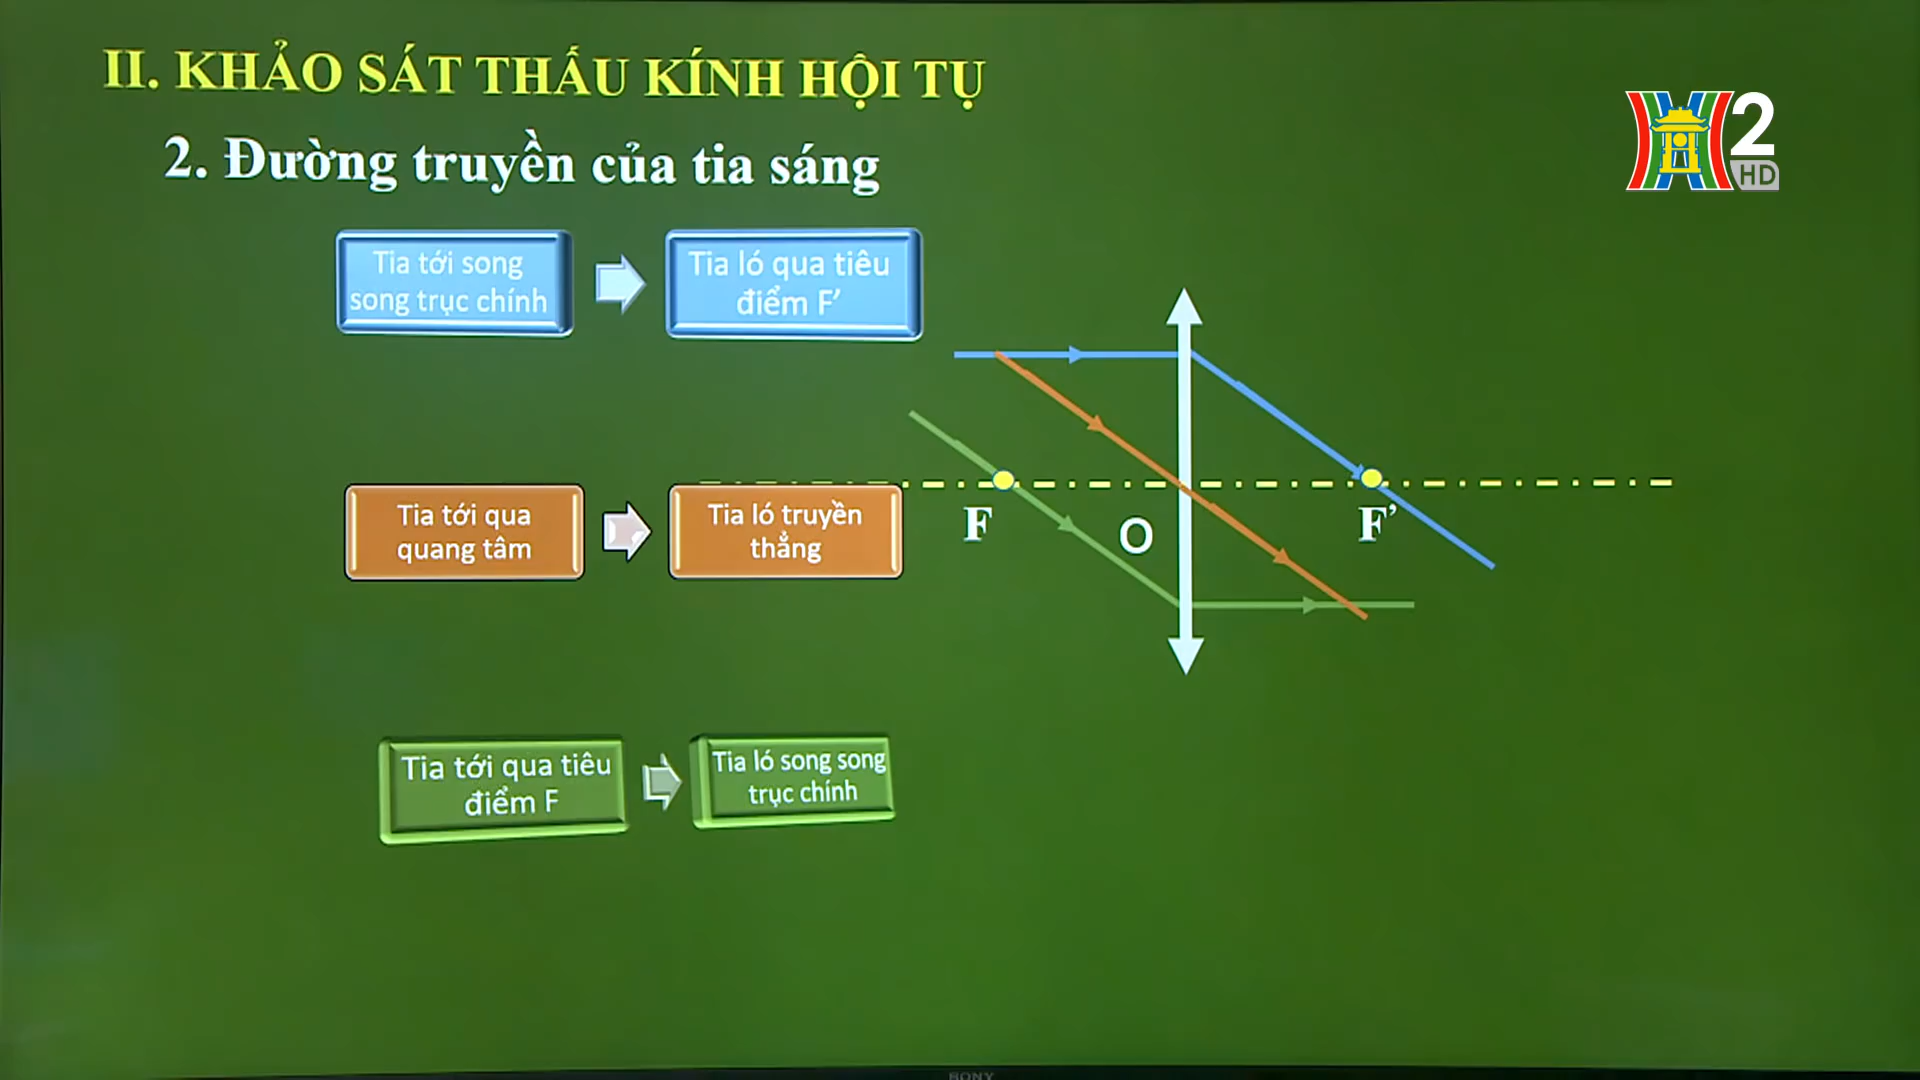 II. KHẢO SÁT THẤU KÍNH HỘI TỤ
2. Đường truyền của tia sáng
2
HD
Tia tới song
song trục chính
Tia ló qua tiêu
điểm F’
Tia tới qua
quang tâm
Tia ló truyền
thẳng
F
O
F’
Tia tới qua tiêu
điểm F
Tia ló song song
trục chính
SONY